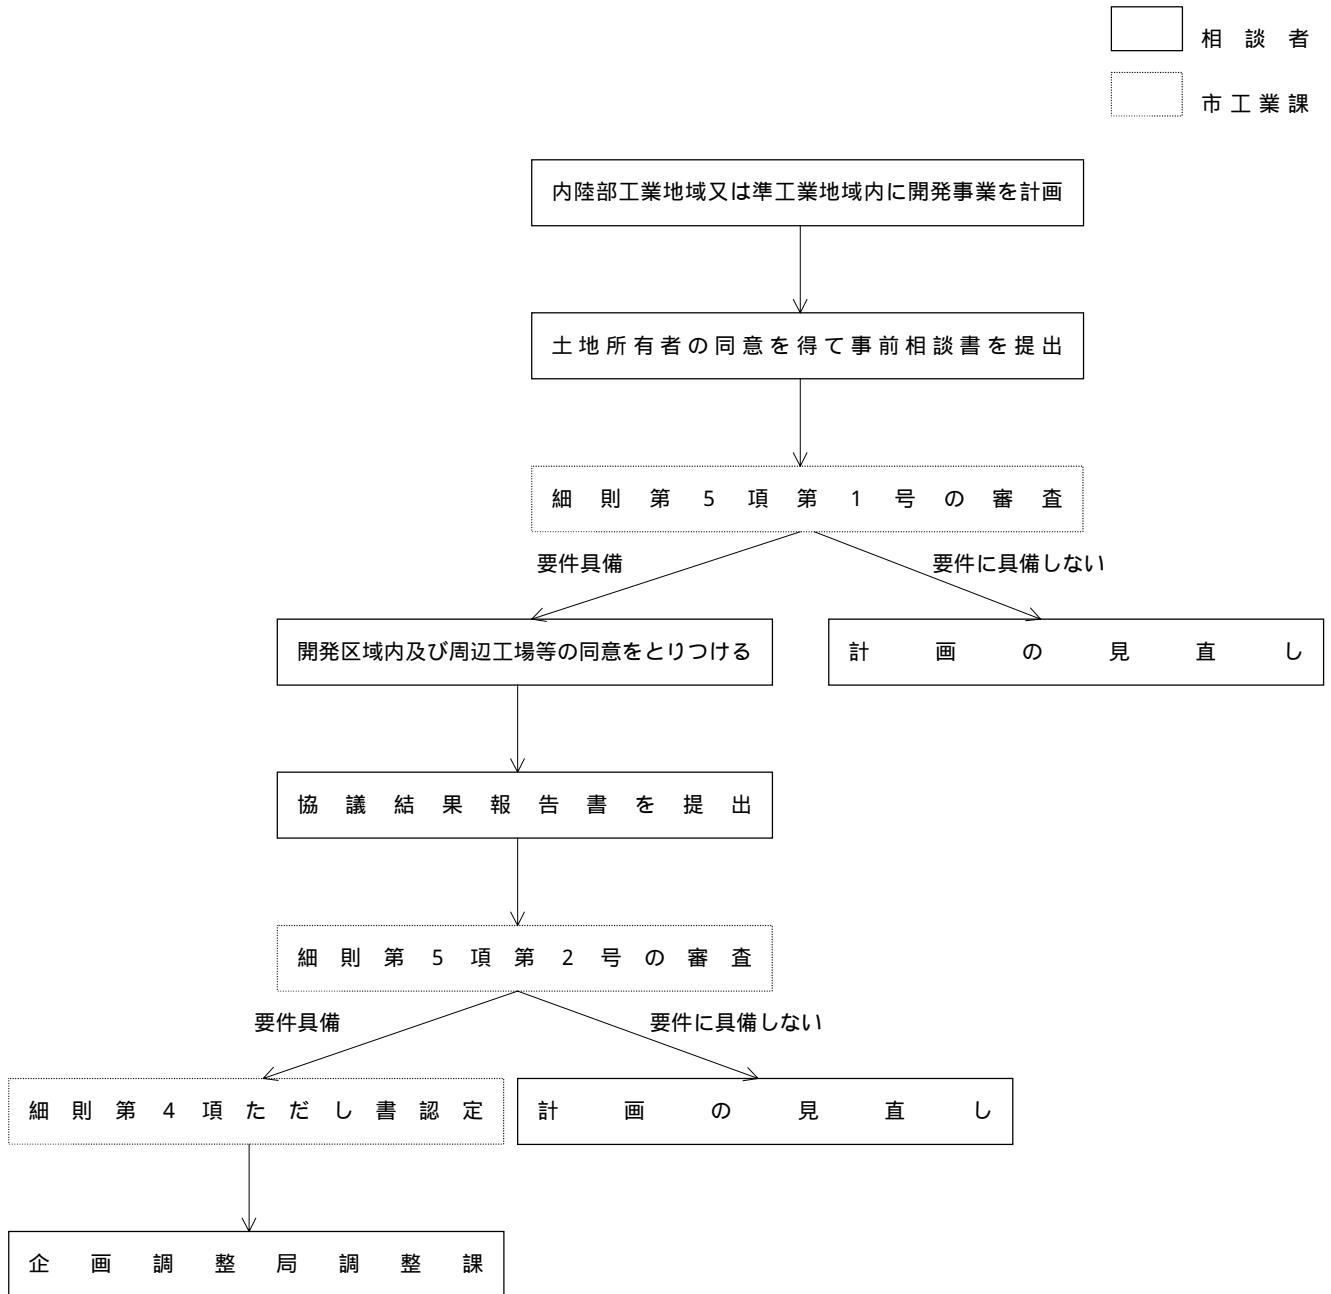 相談者
市工業課
内陸部工業地域又は準工業地域内に開発事業を計画
土地所有者の同意を得て事前相談書を提出
細則第5項第1号の審査
要件具備
要件に具備しない
開発区域内及び周辺工場等の同意をとりつける
計画の見直し
協議結果報告書を提出
細則第5項第2号の審査
要件具備
要件に具備しない
細則第4項ただし書認定
計画の見直し
企画調整局調整課